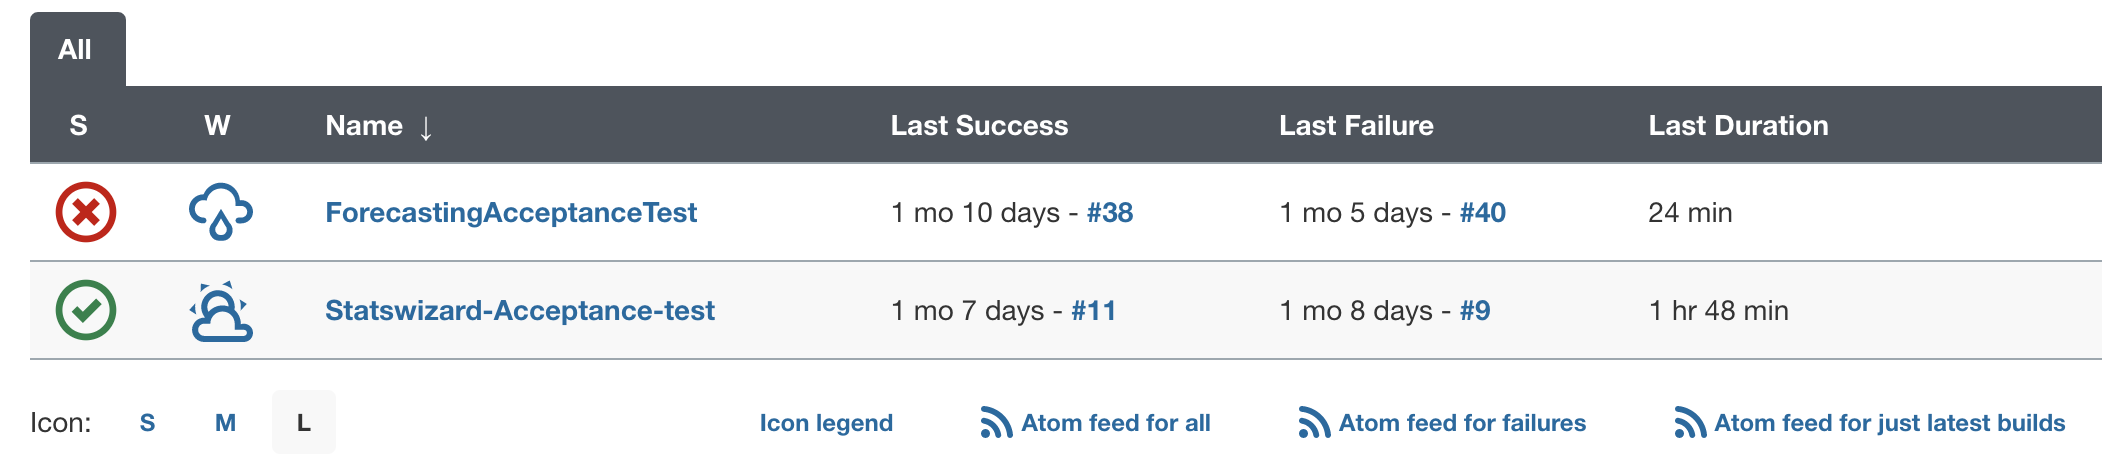 All
S W Name ↓ Last Success Last Failure Last Duration
ForecastingAcceptanceTest 1 mo 10 days - #38 1 mo 5 days - #40 24 min
Statswizard-Acceptance-test 1 mo 7 days - #11 1 mo 8 days - #9 1 hr 48 min
Icon: S M L Icon legend Atom feed for all Atom feed for failures Atom feed for just latest builds